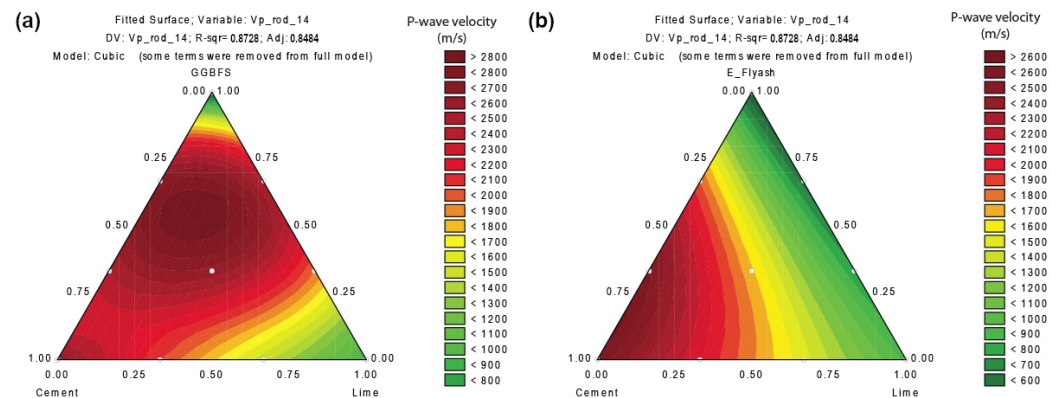 (a)
Fitted Surface; Variable: Vp_rod_14
DV: Vp_rod_14; R-sqr= 0.8728; Adj: 0.8484
Model: Cubic (some terms were removed from full model)
GGBFS
0.00 1.00
0.25 0.75
0.50 0.50
0.75 0.25
1.00 0.00
0.00 0.25 0.50 0.75 1.00
Cement Lime
P-wave velocity
(m/s)
> 2800
< 2800
< 2700
< 2600
< 2500
< 2400
< 2300
< 2200
< 2100
< 2000
< 1900
< 1800
< 1700
< 1600
< 1500
< 1400
< 1300
< 1200
< 1100
< 1000
< 900
< 800
(b)
Fitted Surface; Variable: Vp_rod_14
DV: Vp_rod_14; R-sqr= 0.8728; Adj: 0.8484
Model: Cubic (some terms were removed from full model)
E_Flyash
0.00 1.00
0.25 0.75
0.50 0.50
0.75 0.25
1.00 0.00
0.00 0.25 0.50 0.75 1.00
Cement Lime
P-wave velocity
(m/s)
> 2600
< 2600
< 2500
< 2400
< 2300
< 2200
< 2100
< 2000
< 1900
< 1700
< 1600
< 1500
< 1400
< 1300
< 1200
< 1100
< 1000
< 900
< 800
< 700
< 600